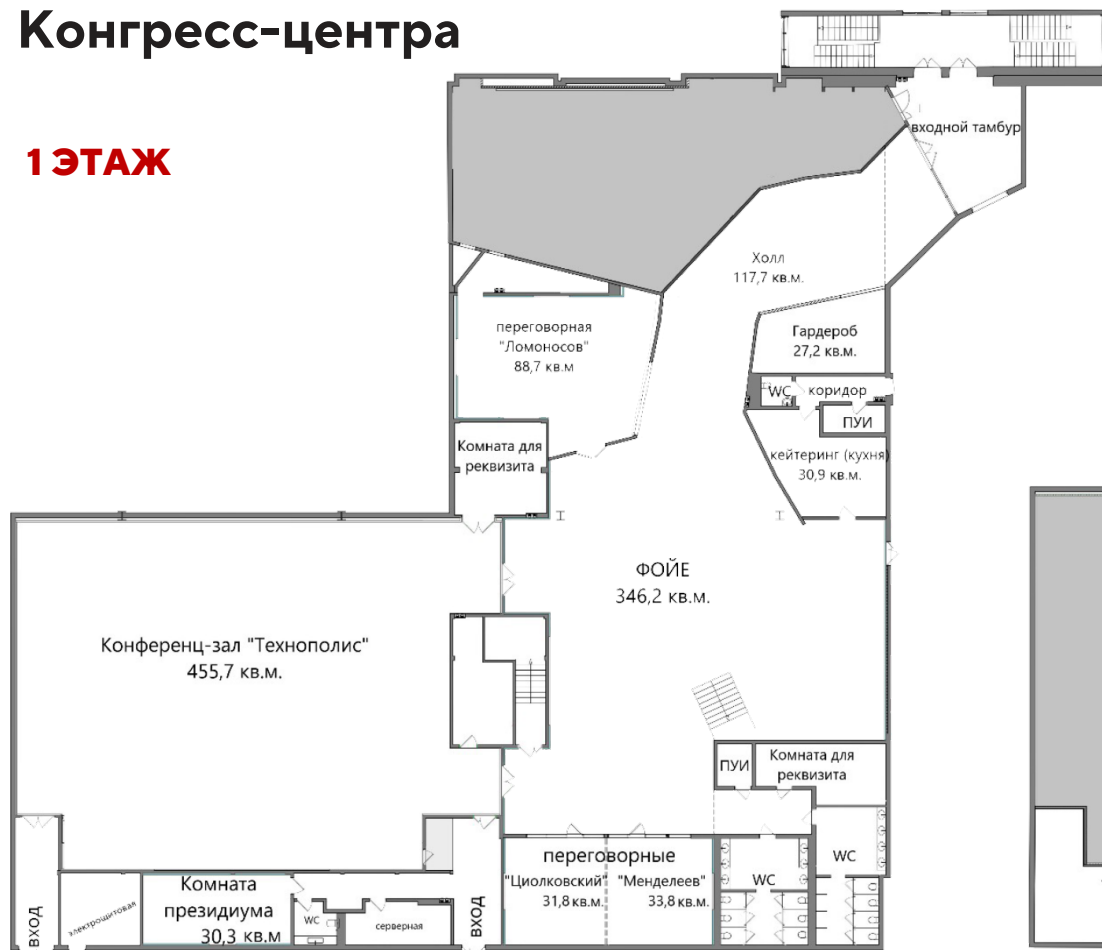 Конгресс-центра
1 ЭТАЖ
входной тамбур
Холл
117,7 кв.м.
переговорная
"Ломоносов"
88,7 кв.м
Гардероб
27,2 кв.м.
WC
коридор
ПУИ
Комната для
реквизита
кейтеринг (кухня)
30,9 кв.м.
ФОЙЕ
346,2 кв.м.
Конференц-зал "Технополис"
455,7 кв.м.
ПУИ
Комната для
реквизита
переговорные
"Циолковский"
31,8 кв.м.
"Менделеев"
33,8 кв.м.
WC
WC
Комната
президиума
30,3 кв.м
WC
серверная
электрощитовая
ВХОД
ВХОД